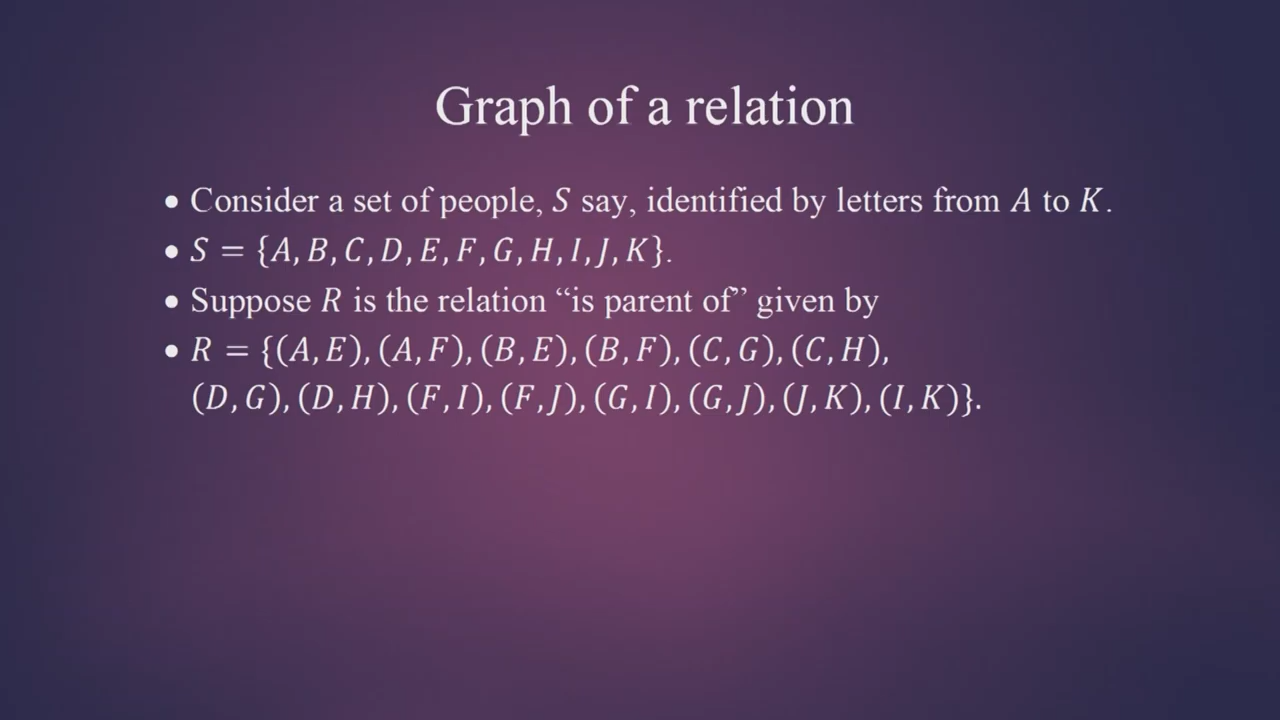 Graph of a relation
• Consider a set of people, S say, identified by letters from A to K.
• S = {A, B, C, D, E, F, G, H, I, J, K}.
• Suppose R is the relation “is parent of” given by
• R = {(A, E), (A, F), (B, E), (B, F), (C, G), (C, H),
(D, G), (D, H), (F, I), (F, J), (G, I), (G, J), (J, K), (I, K)}.